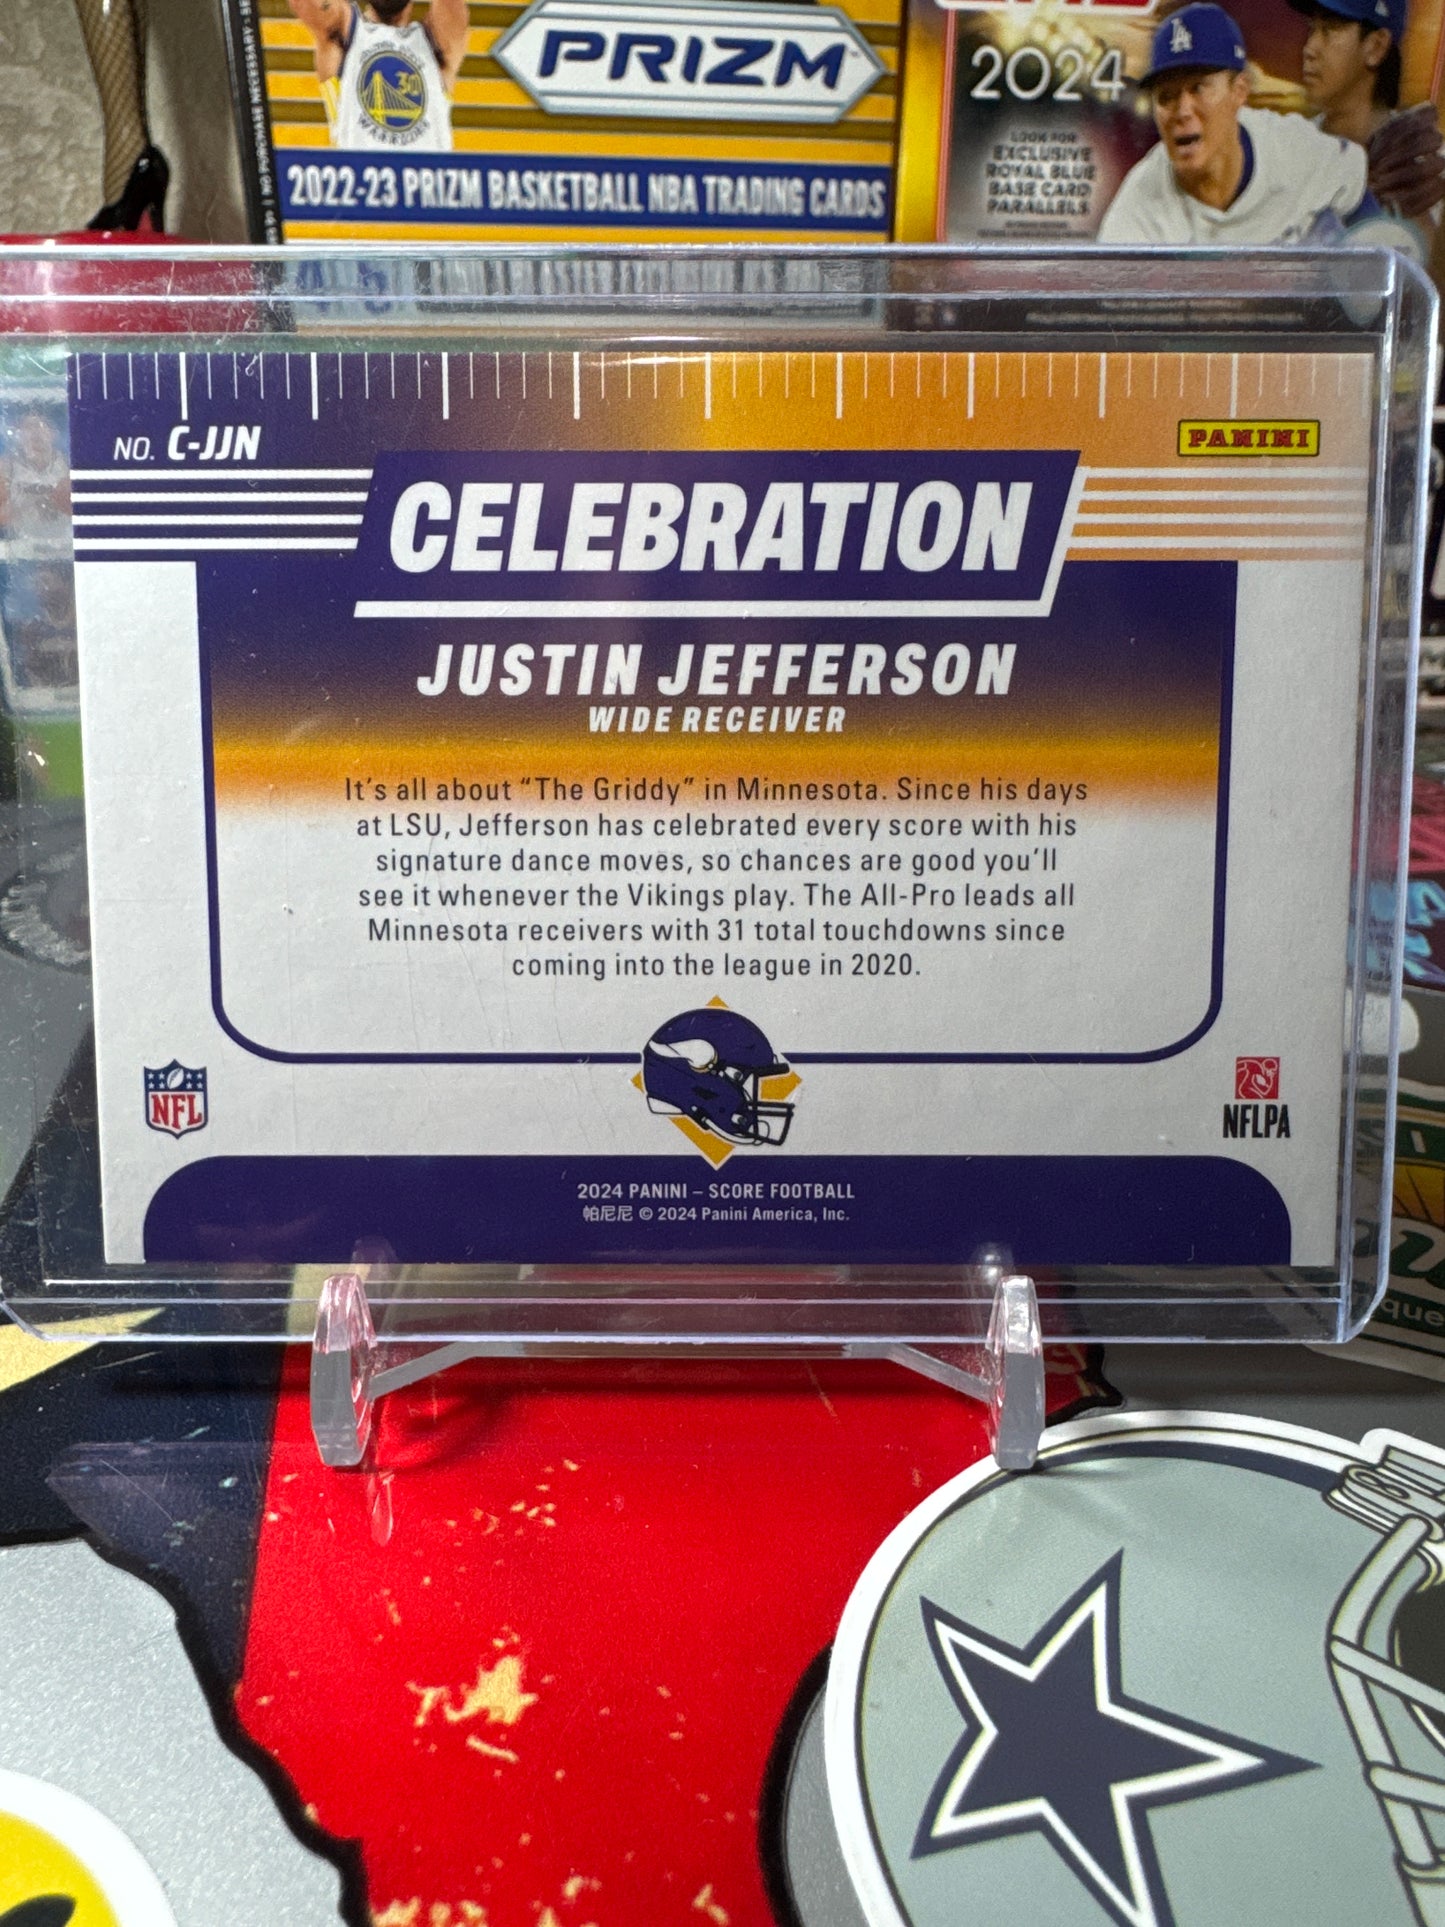 PRIZM
2022-23 PRIZM BASKETBALL NBA TRADING CARDS
30
WARRIORS
2024
LOOK FOR
EXCLUSIVE
ROYAL BLUE
BASE CARD
PARALLELS
NO. C-JJN
PANINI
CELEBRATION
JUSTIN JEFFERSON
WIDE RECEIVER
It's all about "The Griddy" in Minnesota. Since his days
at LSU, Jefferson has celebrated every score with his
signature dance moves, so chances are good you'll
see it whenever the Vikings play. The All-Pro leads all
Minnesota receivers with 31 total touchdowns since
coming into the league in 2020.
NFL
NFLPA
2024 PANINI – SCORE FOOTBALL
帕尼尼 © 2024 Panini America, Inc.